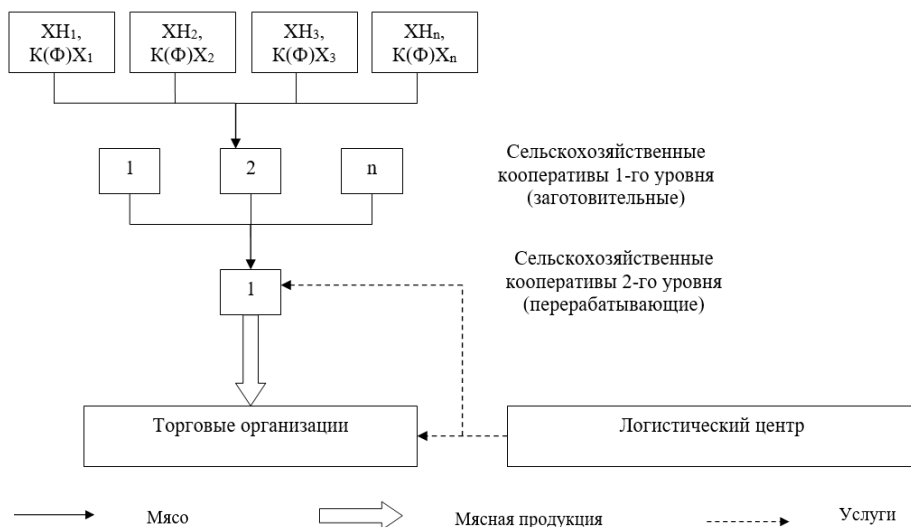 ХН₁,
К(Ф)Х₁
ХН₂,
К(Ф)Х₂
ХН₃,
К(Ф)Х₃
ХНₙ,
К(Ф)Хₙ
1
2
n
Сельскохозяйственные
кооперативы 1-го уровня
(заготовительные)
Сельскохозяйственные
кооперативы 2-го уровня
(перерабатывающие)
1
Торговые организации
Логистический центр
Мясо
Мясная продукция
Услуги